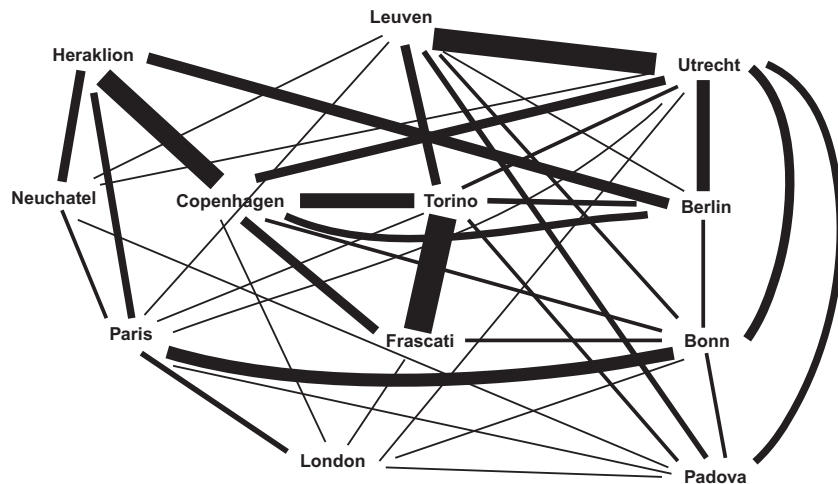 Leuven
Heraklion
Utrecht
Neuchatel
Copenhagen
Torino
Berlin
Paris
Frascati
Bonn
London
Padova